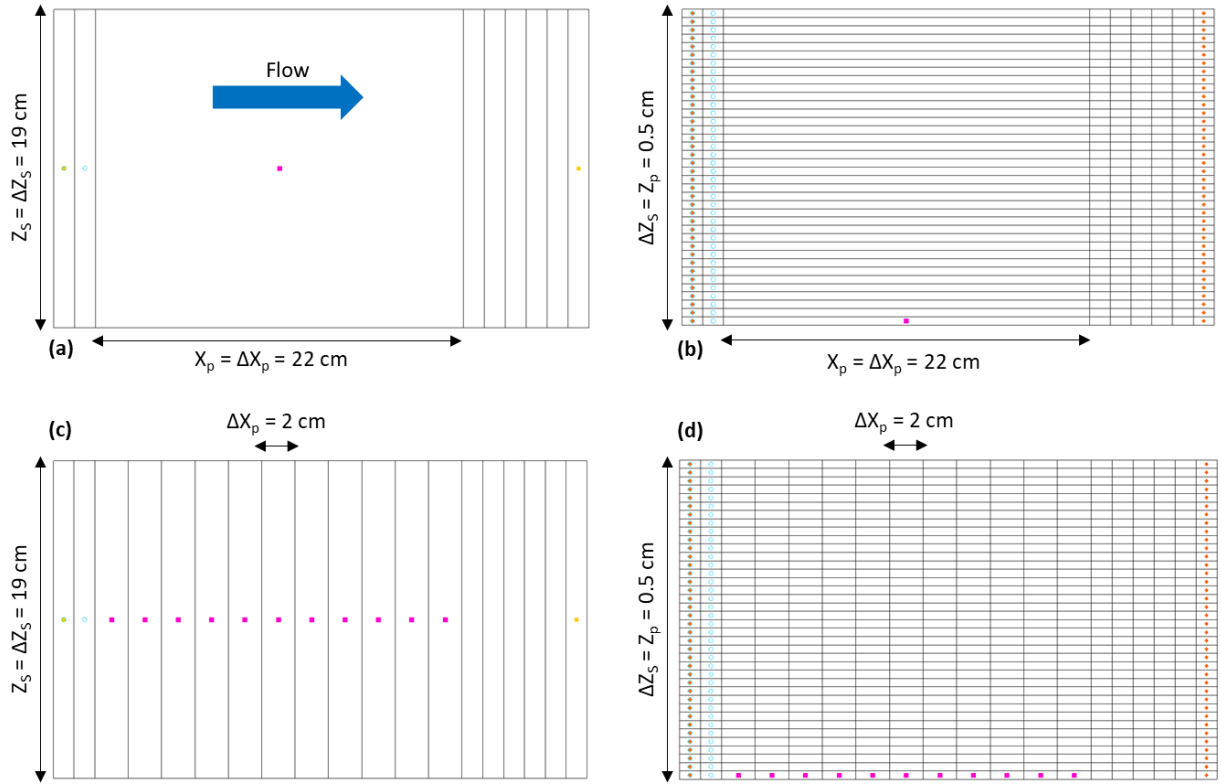 Flow
Z_S = ΔZ_S = 19 cm
(a)
X_p = ΔX_p = 22 cm
ΔZ_S = Z_p = 0.5 cm
(b)
X_p = ΔX_p = 22 cm
(c)
ΔX_p = 2 cm
Z_S = ΔZ_S = 19 cm
(d)
ΔX_p = 2 cm
ΔZ_S = Z_p = 0.5 cm